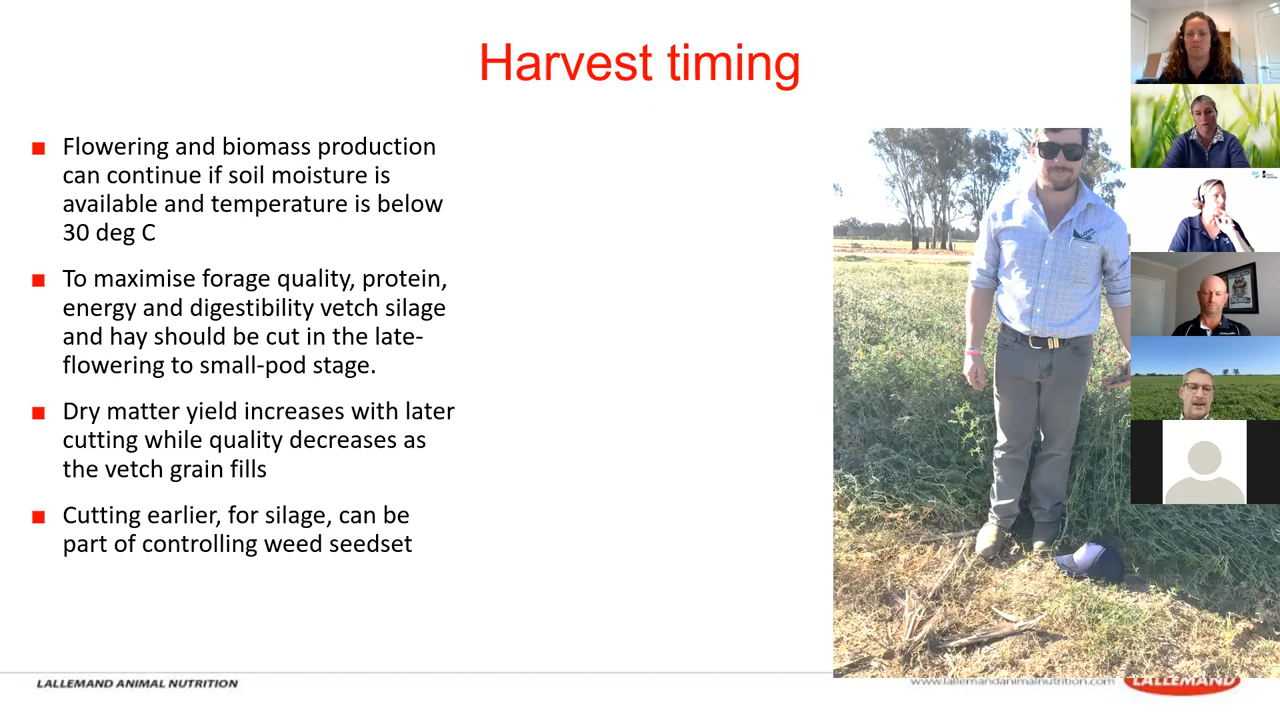 Harvest timing
Flowering and biomass production
can continue if soil moisture is
available and temperature is below
30 deg C
To maximise forage quality, protein,
energy and digestibility vetch silage
and hay should be cut in the late-
flowering to small-pod stage.
Dry matter yield increases with later
cutting while quality decreases as
the vetch grain fills
Cutting earlier, for silage, can be
part of controlling weed seedset
LALLEMAND ANIMAL NUTRITION
www.lallemandanimalnutrition.com
LALLEMAND